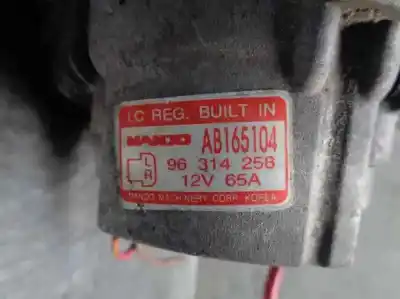 I.C REG. BUILT IN
MANDO AB165104
L
R
96 314 258
12V 65A
MANDO MACHINERY CORP. KOREA